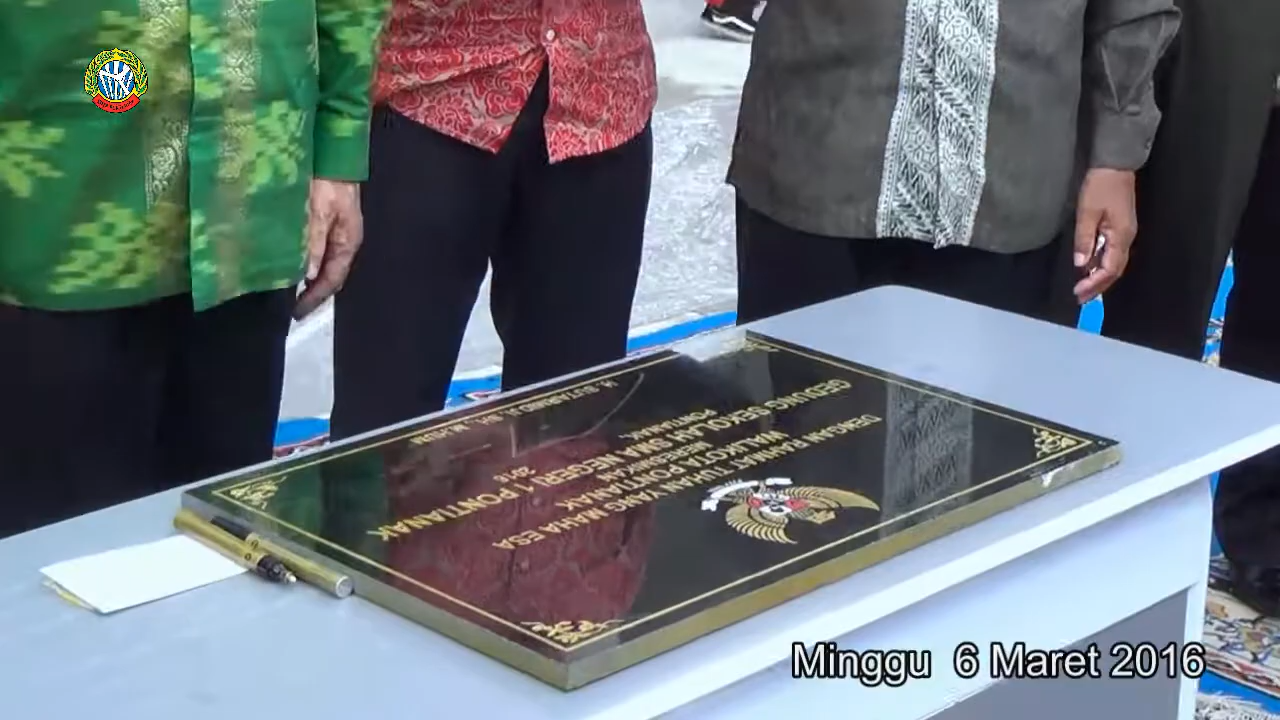 DENGAN RAHMAT TUHAN YANG MAHA ESA
WALIKOTA PONTIANAK
MERESMIKAN
GEDUNG SEKOLAH SMA NEGERI 1 PONTIANAK
PONTIANAK, 2016
H. SUTARMIDJI, SH., M.HUM
Minggu 6 Maret 2016